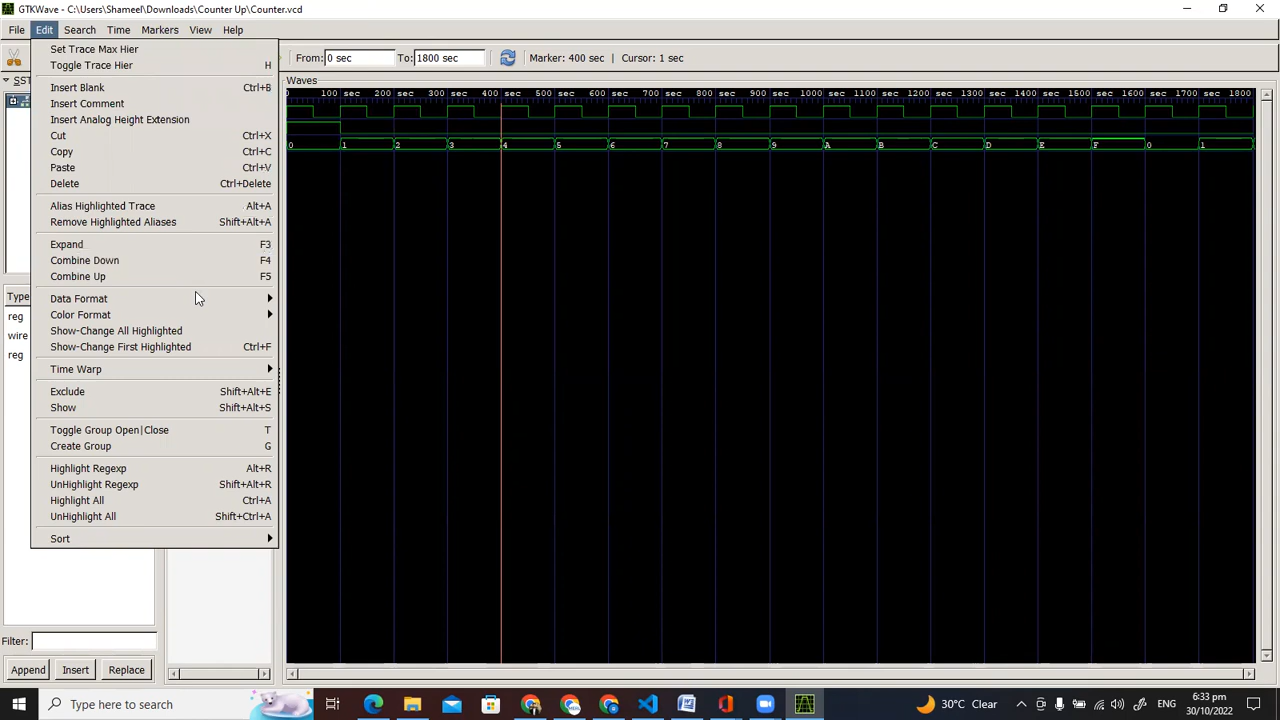 GTKWave - C:\Users\Shameel\Downloads\Counter Up\Counter.vcd
File Edit Search Time Markers View Help
From: 0 sec To: 1800 sec Marker: 400 sec | Cursor: 1 sec
Set Trace Max Hier
Toggle Trace Hier H
Insert Blank Ctrl+B
Insert Comment
Insert Analog Height Extension
Cut Ctrl+X
Copy Ctrl+C
Paste Ctrl+V
Delete Ctrl+Delete
Alias Highlighted Trace Alt+A
Remove Highlighted Aliases Shift+Alt+A
Expand F3
Combine Down F4
Combine Up F5
Data Format
Color Format
Show-Change All Highlighted
Show-Change First Highlighted Ctrl+F
Time Warp
Exclude Shift+Alt+E
Show Shift+Alt+S
Toggle Group Open|Close T
Create Group G
Highlight Regexp Alt+R
UnHighlight Regexp Shift+Alt+R
Highlight All Ctrl+A
UnHighlight All Shift+Ctrl+A
Sort
SST
Type
reg
wire
reg
Filter:
Append Insert Replace
Waves
0 100 sec 200 sec 300 sec 400 sec 500 sec 600 sec 700 sec 800 sec 900 sec 1000 sec 1100 sec 1200 sec 1300 sec 1400 sec 1500 sec 1600 sec 1700 sec 1800
0 1 2 3 4 5 6 7 8 9 A B C D E F 0 1
Type here to search
30°C Clear
ENG
6:33 pm
30/10/2022